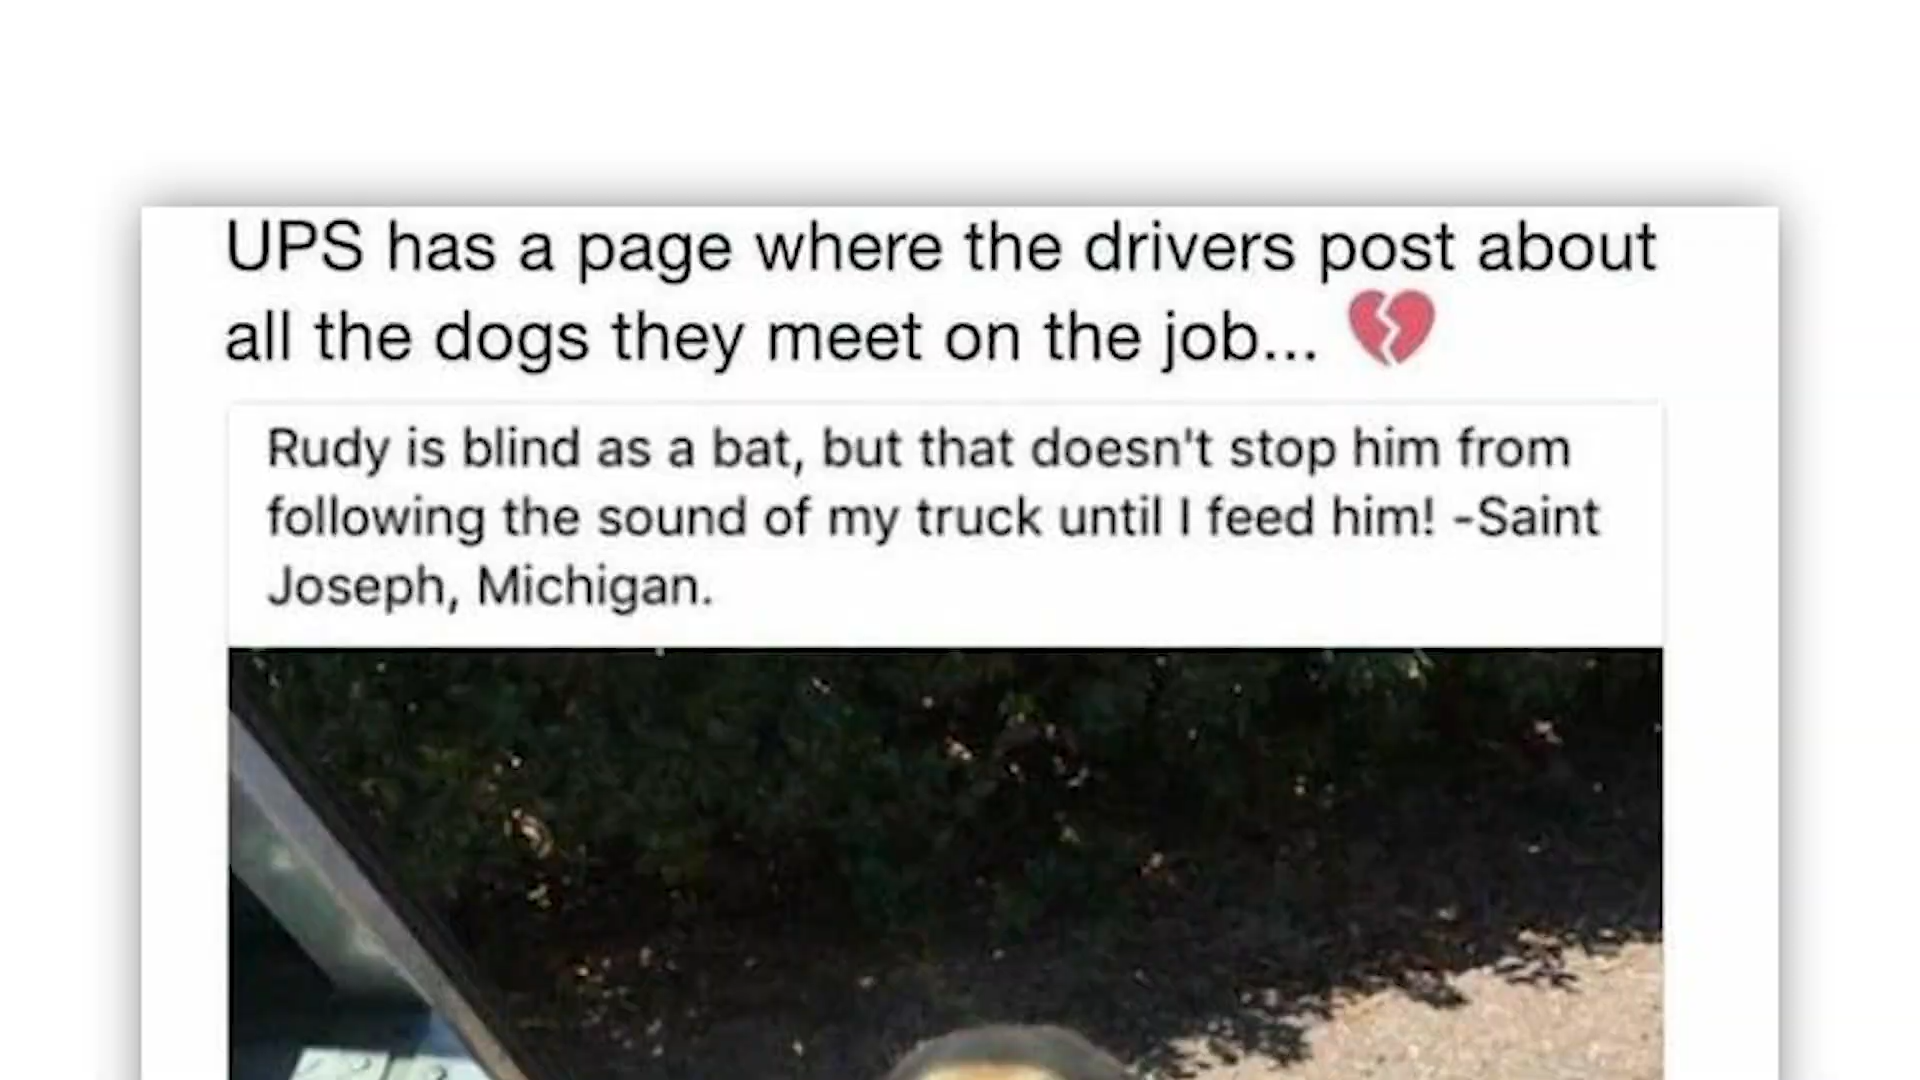 UPS has a page where the drivers post about
all the dogs they meet on the job... 💔
Rudy is blind as a bat, but that doesn't stop him from
following the sound of my truck until I feed him! -Saint
Joseph, Michigan.